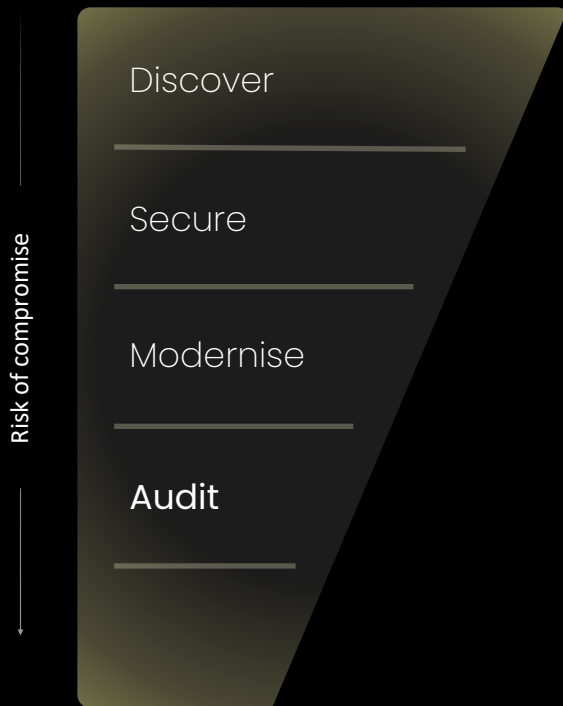 Discover
Secure
Modernise
Audit
Risk of compromise